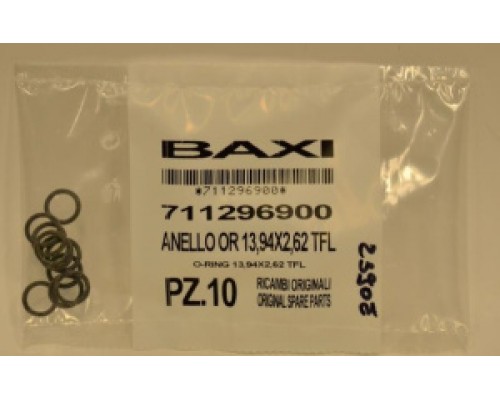 BAXI
*711296900*
711296900
ANELLO OR 13,94X2,62 TFL
O-RING 13,94X2,62 TFL
PZ.10
RICAMBI ORIGINALI
ORIGINAL SPARE PARTS